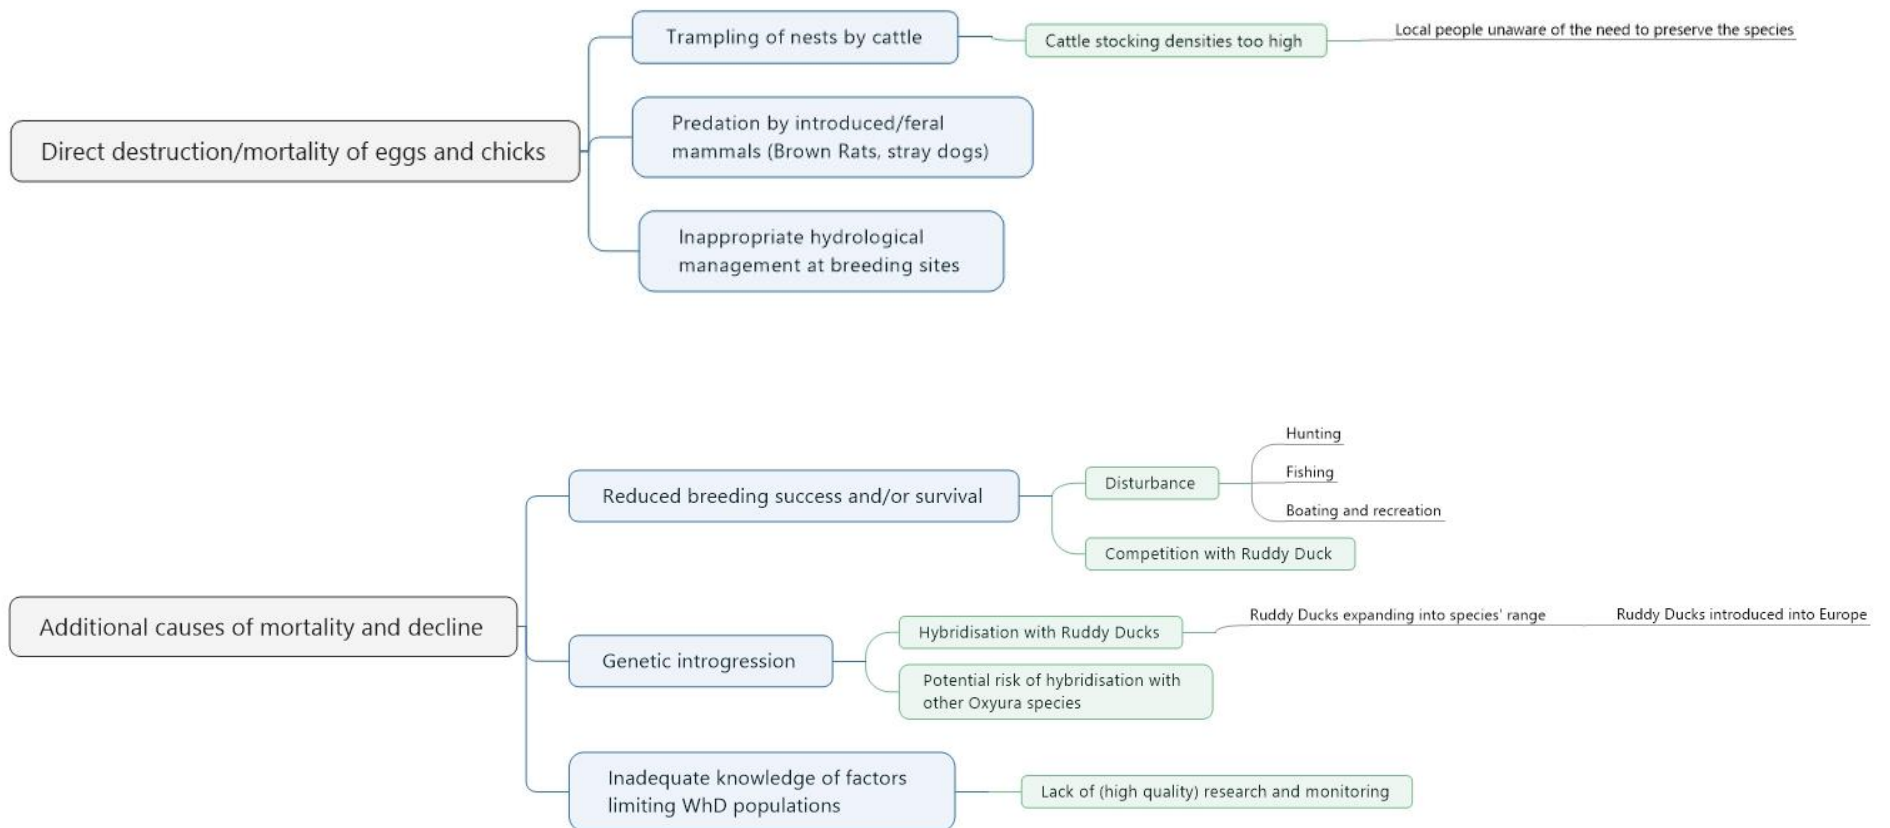 Direct destruction/mortality of eggs and chicks
Trampling of nests by cattle
Cattle stocking densities too high
Local people unaware of the need to preserve the species
Predation by introduced/feral
mammals (Brown Rats, stray dogs)
Inappropriate hydrological
management at breeding sites
Additional causes of mortality and decline
Reduced breeding success and/or survival
Disturbance
Hunting
Fishing
Boating and recreation
Competition with Ruddy Duck
Genetic introgression
Hybridisation with Ruddy Ducks
Ruddy Ducks expanding into species' range
Ruddy Ducks introduced into Europe
Potential risk of hybridisation with
other Oxyura species
Inadequate knowledge of factors
limiting WhD populations
Lack of (high quality) research and monitoring